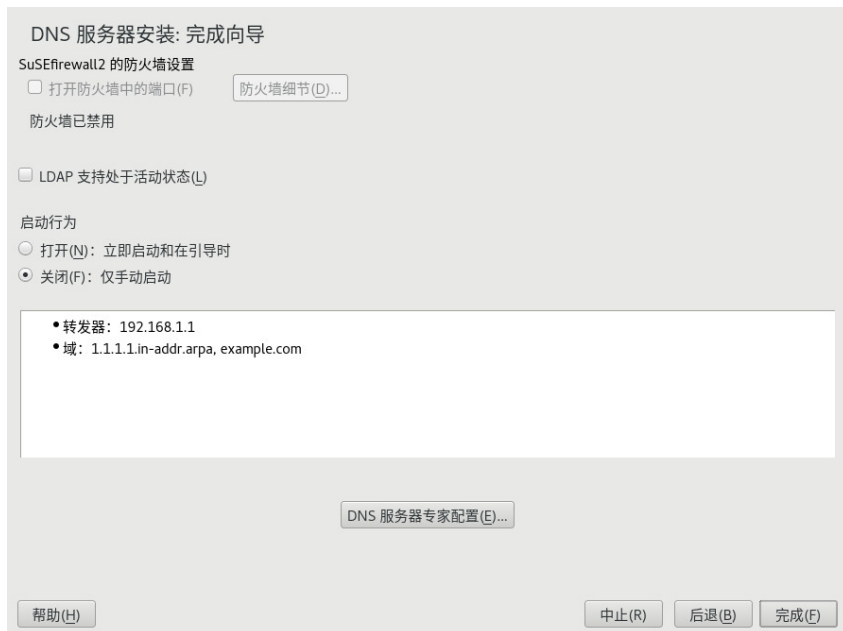 DNS 服务器安装: 完成向导
SuSEfirewall2 的防火墙设置
打开防火墙中的端口(F) 防火墙细节(D)...
防火墙已禁用
LDAP 支持处于活动状态(L)
启动行为
打开(N)：立即启动和在引导时
关闭(F)：仅手动启动
•转发器：192.168.1.1
•域：1.1.1.1.in-addr.arpa, example.com
DNS 服务器专家配置(E)...
帮助(H) 中止(R) 后退(B) 完成(F)